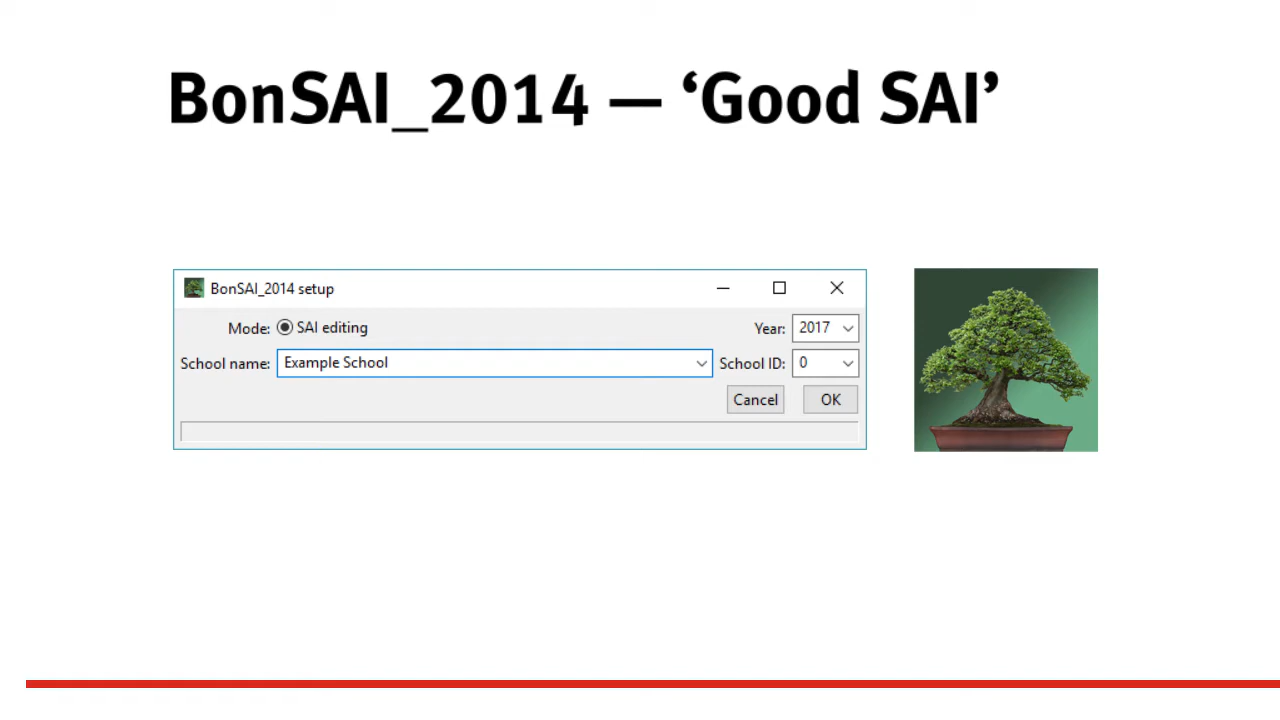 BonSAI_2014 — ‘Good SAI’
BonSAI_2014 setup
Mode: SAI editing Year: 2017
School name: Example School School ID: 0
Cancel OK